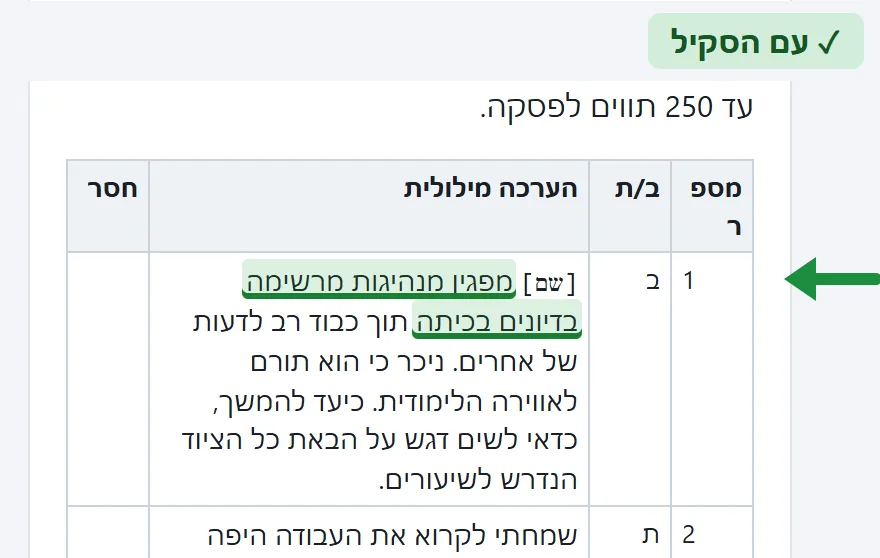 ✓ עם הסקיל
עד 250 תווים לפסקה.
מספ
ר
ב/ת
הערכה מילולית
חסר
1
ב
[שם] מפגין מנהיגות מרשימה
בדיונים בכיתה תוך כבוד רב לדעות
של אחרים. ניכר כי הוא תורם
לאווירה הלימודית. כיעד להמשך,
כדאי לשים דגש על הבאת כל הציוד
הנדרש לשיעורים.
2
ת
שמחתי לקרוא את העבודה היפה